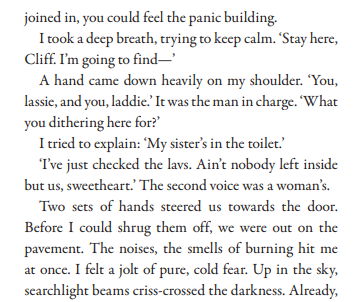 joined in, you could feel the panic building.
I took a deep breath, trying to keep calm. ‘Stay here,
Cliff. I’m going to find—’
A hand came down heavily on my shoulder. ‘You,
lassie, and you, laddie.’ It was the man in charge. ‘What
you dithering here for?’
I tried to explain: ‘My sister’s in the toilet.’
‘I’ve just checked the lavs. Ain’t nobody left inside
but us, sweetheart.’ The second voice was a woman’s.
Two sets of hands steered us towards the door.
Before I could shrug them off, we were out on the
pavement. The noises, the smells of burning hit me
at once. I felt a jolt of pure, cold fear. Up in the sky,
searchlight beams criss-crossed the darkness. Already,